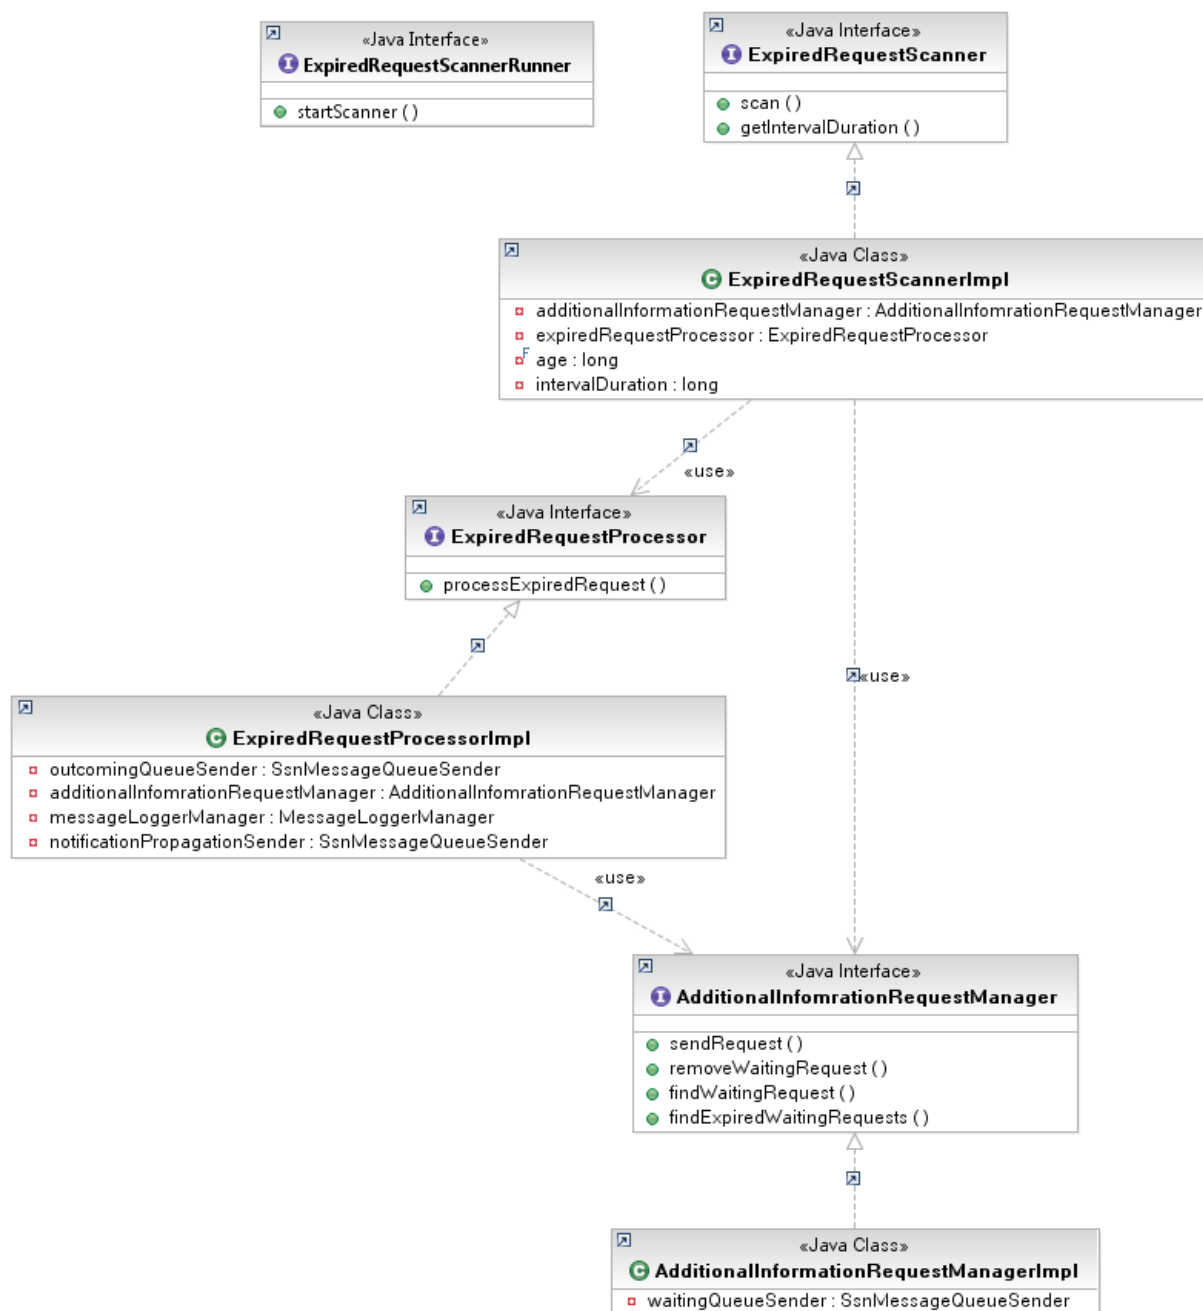 «Java Interface»
I ExpiredRequestScannerRunner
startScanner ( )
«Java Interface»
I ExpiredRequestScanner
scan ( )
getIntervalDuration ( )
«Java Class»
C ExpiredRequestScannerImpl
additionalInformationRequestManager : AdditionalInfomrationRequestManager
expiredRequestProcessor : ExpiredRequestProcessor
F age : long
intervalDuration : long
«use»
«Java Interface»
I ExpiredRequestProcessor
processExpiredRequest ( )
«use»
«Java Class»
C ExpiredRequestProcessorImpl
outcomingQueueSender : SsnMessageQueueSender
additionalInfomrationRequestManager : AdditionalInfomrationRequestManager
messageLoggerManager : MessageLoggerManager
notificationPropagationSender : SsnMessageQueueSender
«use»
«Java Interface»
I AdditionalInfomrationRequestManager
sendRequest ( )
removeWaitingRequest ( )
findWaitingRequest ( )
findExpiredWaitingRequests ( )
«Java Class»
C AdditionalInformationRequestManagerImpl
waitingQueueSender : SsnMessageQueueSender